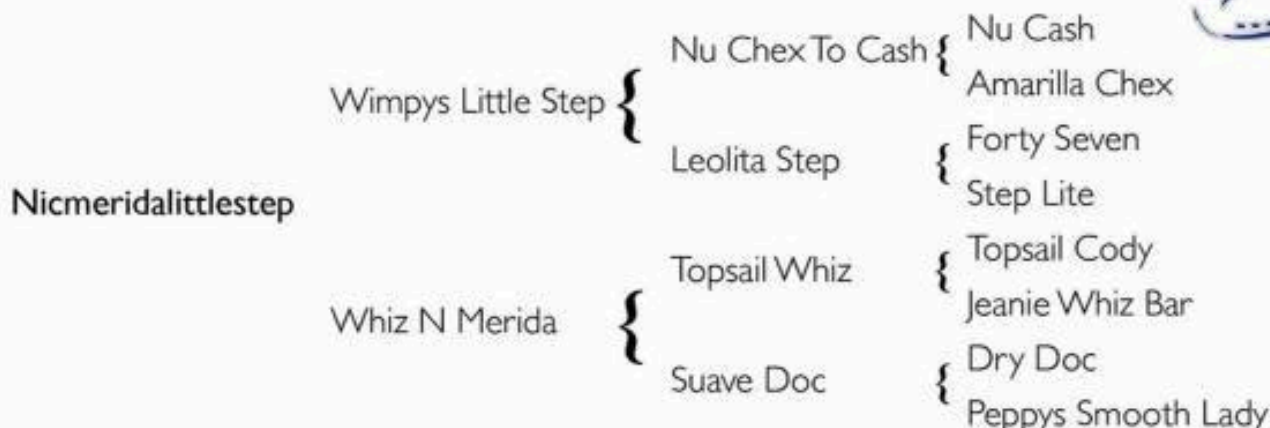 Nu Cash
Nu Chex To Cash
Amarilla Chex
Wimpys Little Step
Forty Seven
Leolita Step
Step Lite
Nicmeridalittlestep
Topsail Cody
Topsail Whiz
Jeanie Whiz Bar
Whiz N Merida
Dry Doc
Suave Doc
Peppys Smooth Lady